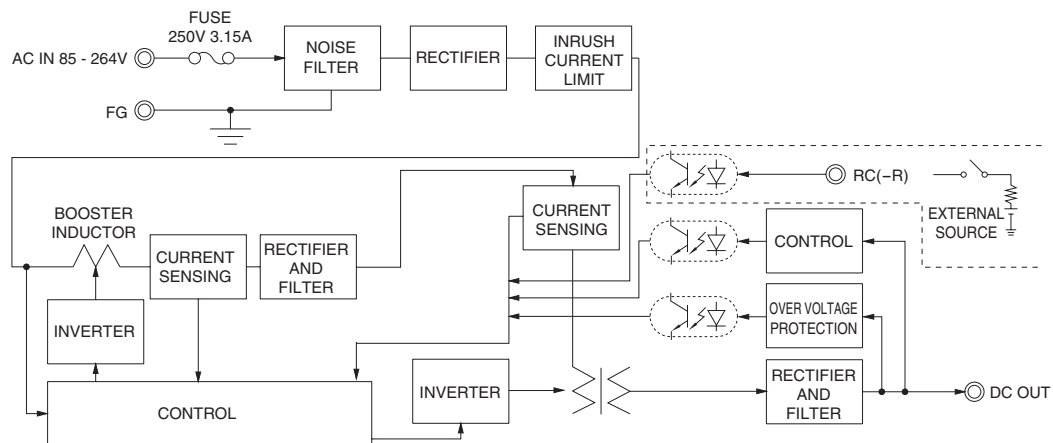 FUSE
250V 3.15A
AC IN 85 - 264V
NOISE
FILTER
RECTIFIER
INRUSH
CURRENT
LIMIT
FG
RC(−R)
EXTERNAL
SOURCE
BOOSTER
INDUCTOR
CURRENT
SENSING
RECTIFIER
AND
FILTER
CURRENT
SENSING
CONTROL
OVER VOLTAGE
PROTECTION
INVERTER
INVERTER
RECTIFIER
AND
FILTER
DC OUT
CONTROL